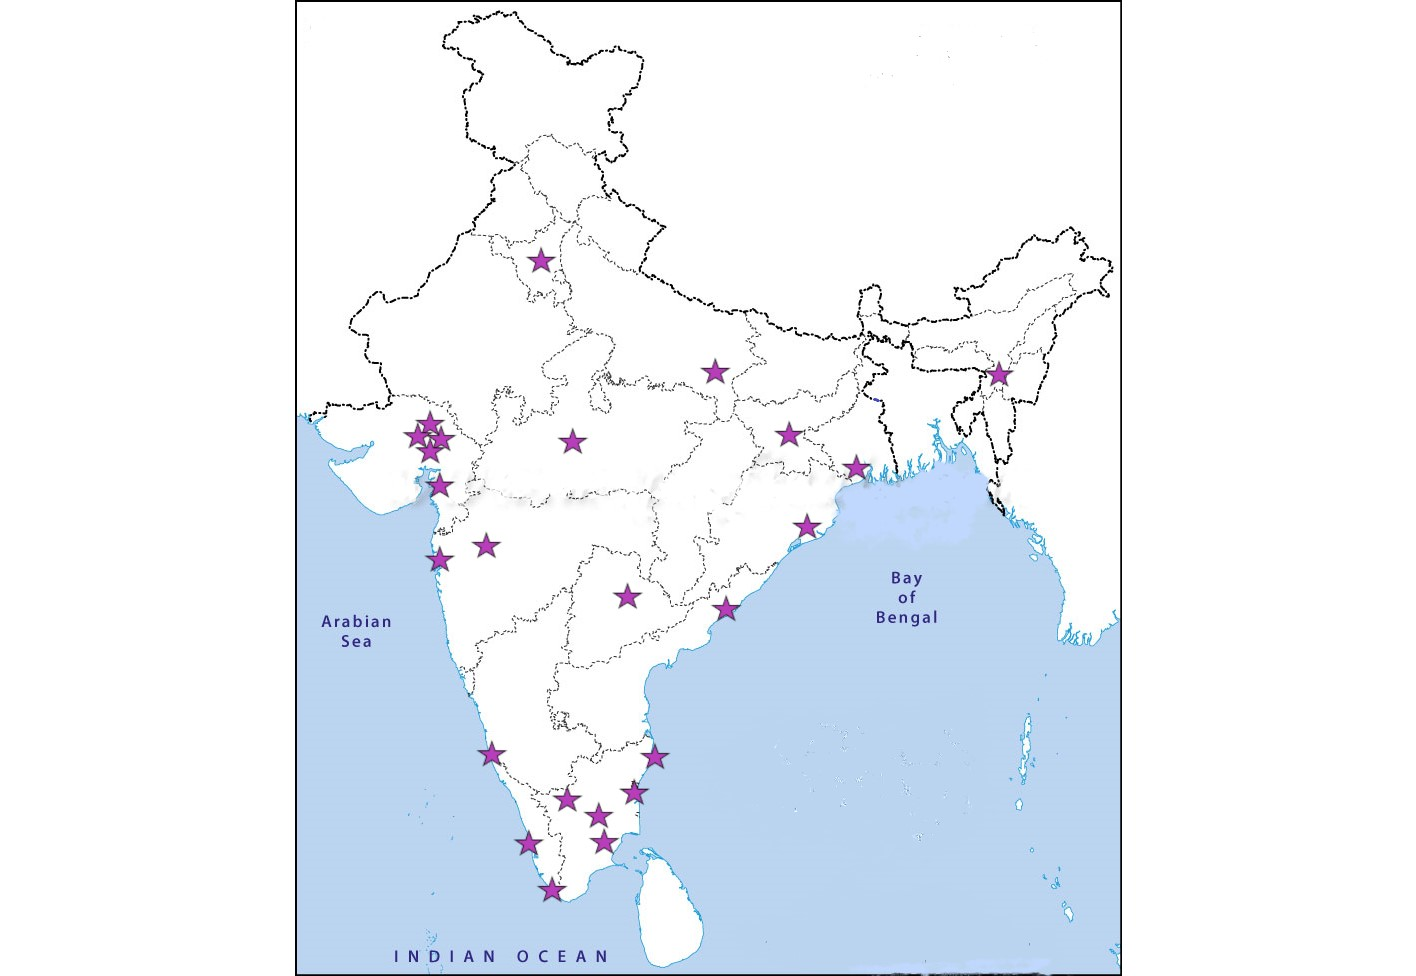 Bay
of
Bengal
Arabian
Sea
INDIAN OCEAN